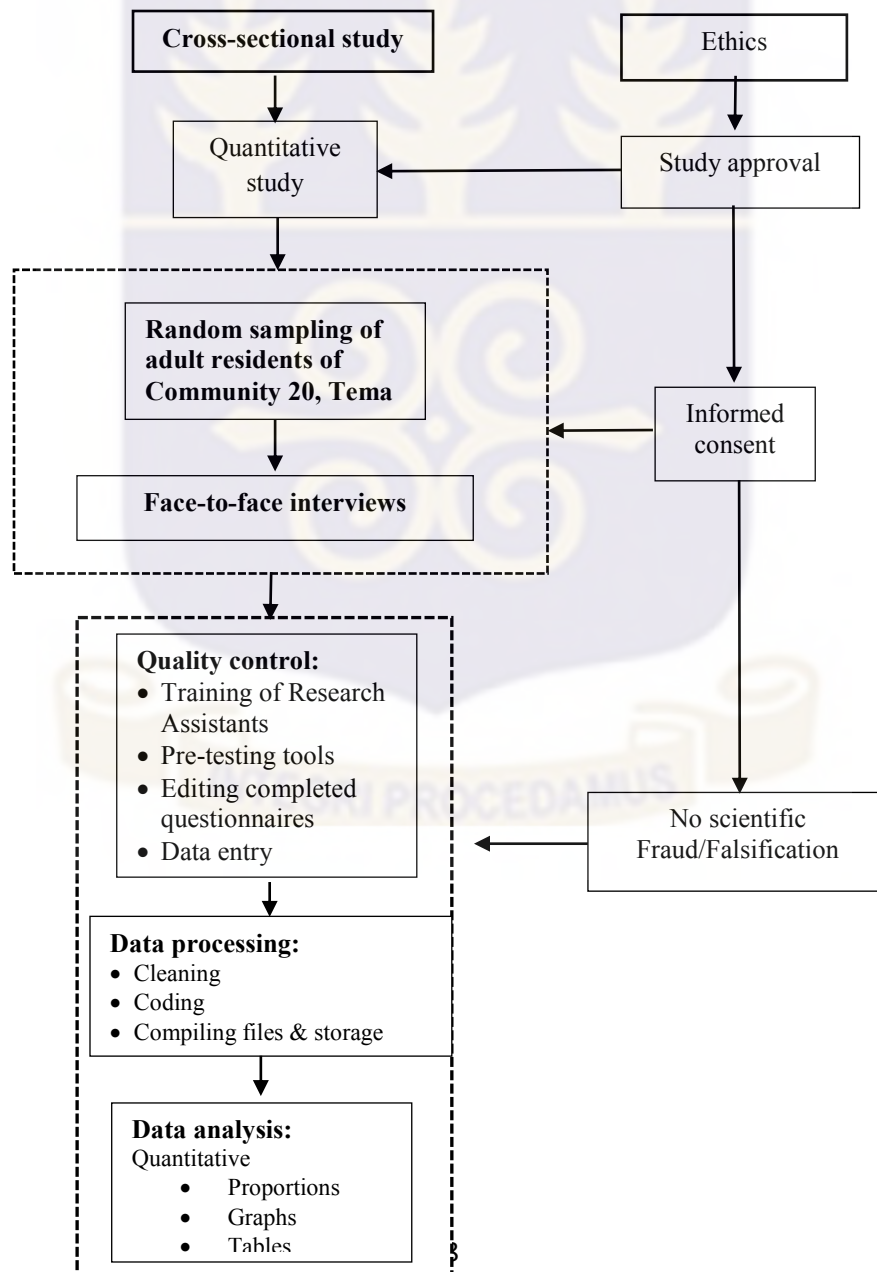 Cross-sectional study
Ethics
Quantitative
study
Study approval
Random sampling of
adult residents of
Community 20, Tema
Face-to-face interviews
Informed
consent
Quality control:
• Training of Research
Assistants
• Pre-testing tools
• Editing completed
questionnaires
• Data entry
INTEGRI PROCEDAMUS
No scientific
Fraud/Falsification
Data processing:
• Cleaning
• Coding
• Compiling files & storage
Data analysis:
Quantitative
• Proportions
• Graphs
• Tables